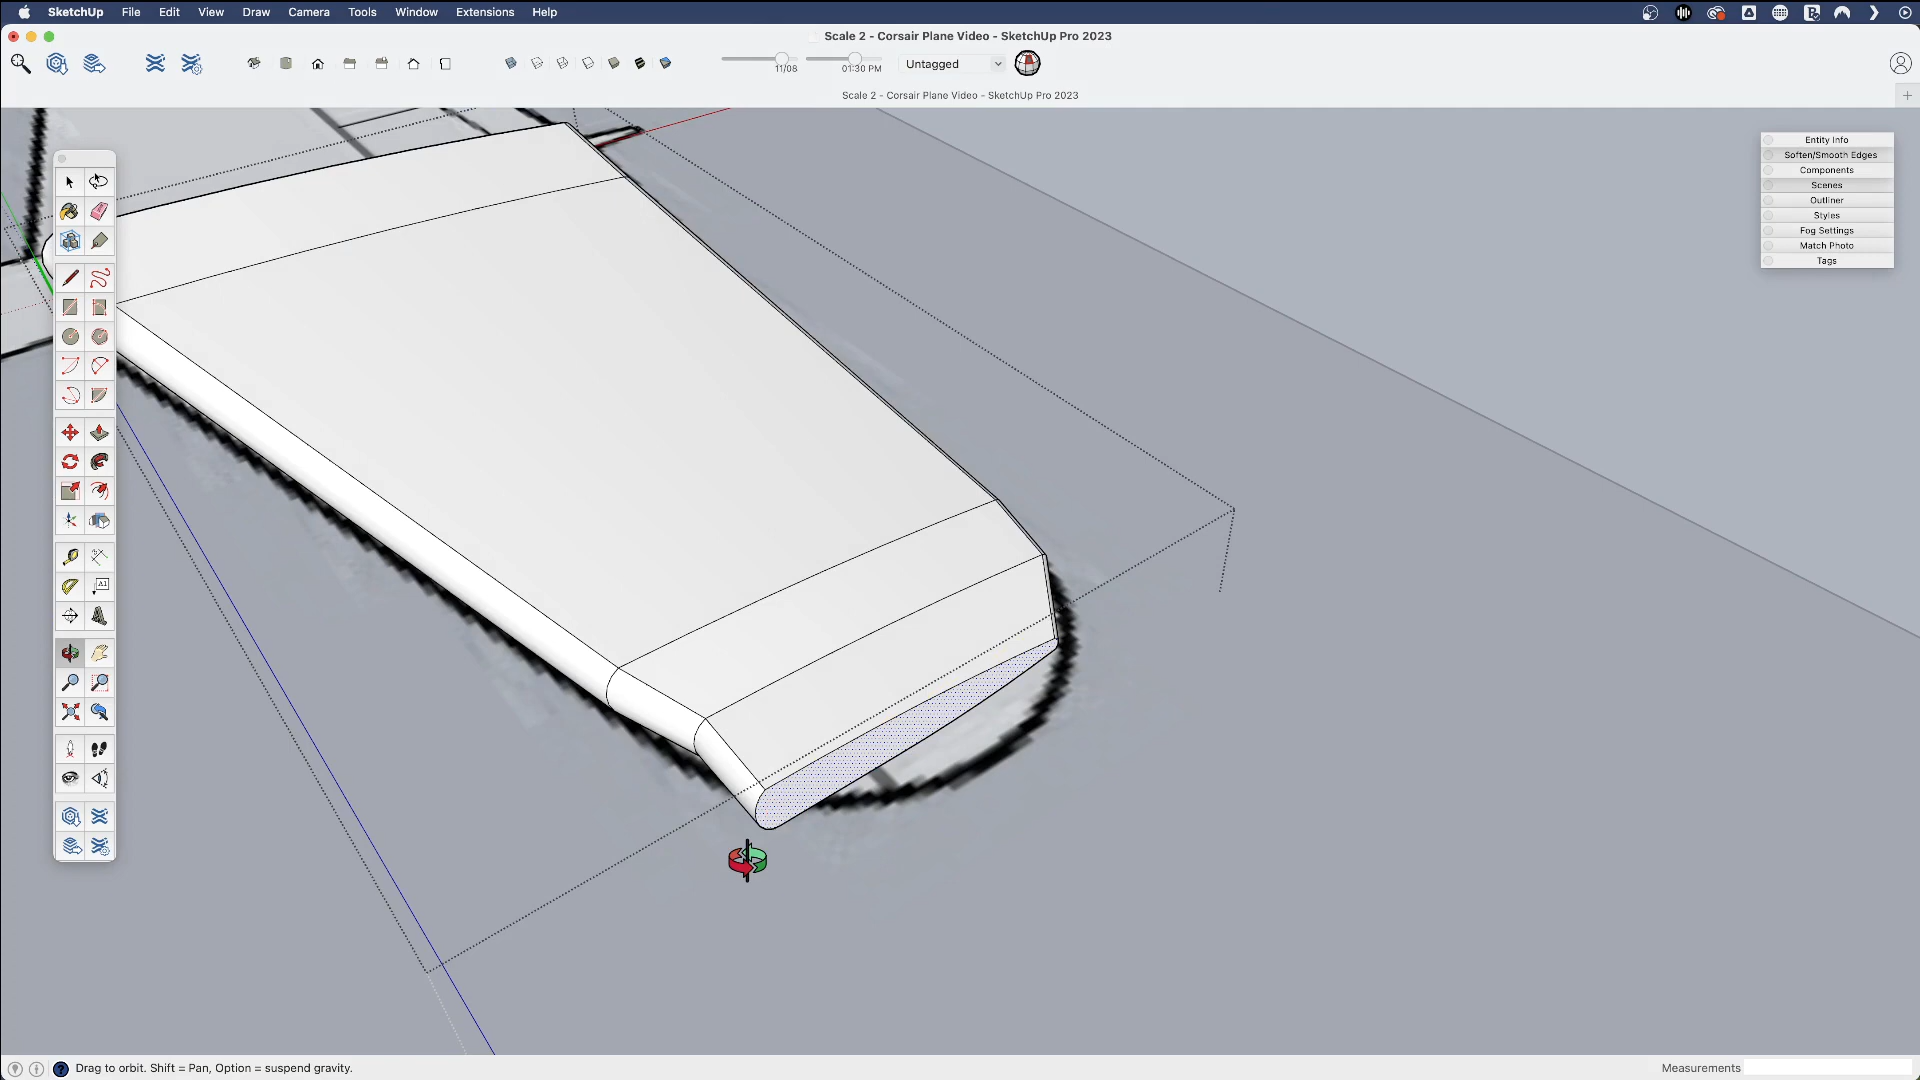 SketchUp File Edit View Draw Camera Tools Window Extensions Help
Scale 2 - Corsair Plane Video - SketchUp Pro 2023
11/08 01:30 PM Untagged
Scale 2 - Corsair Plane Video - SketchUp Pro 2023
Entity Info
Soften/Smooth Edges
Components
Scenes
Outliner
Styles
Fog Settings
Match Photo
Tags
A1
Drag to orbit. Shift = Pan, Option = suspend gravity.
Measurements